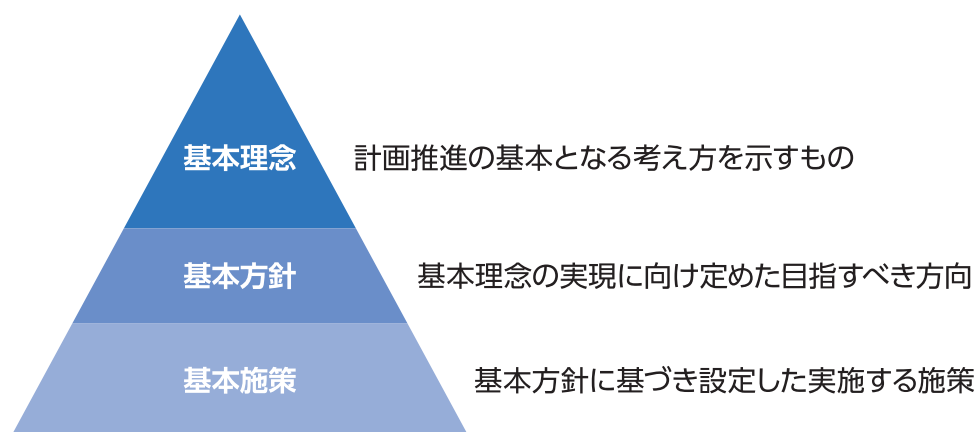 基本理念 計画推進の基本となる考え方を示すもの
基本方針 基本理念の実現に向け定めた目指すべき方向
基本施策 基本方針に基づき設定した実施する施策